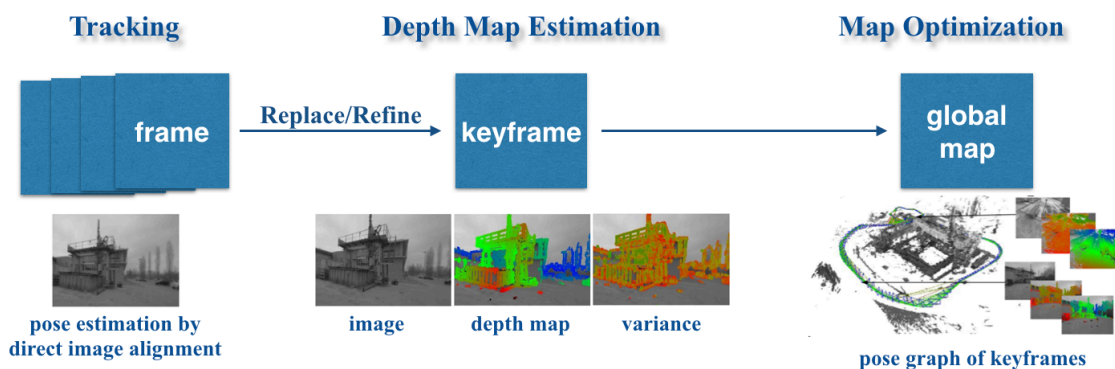 Tracking
Depth Map Estimation
Map Optimization
frame
Replace/Refine
keyframe
global
map
image
depth map
variance
pose estimation by
direct image alignment
pose graph of keyframes